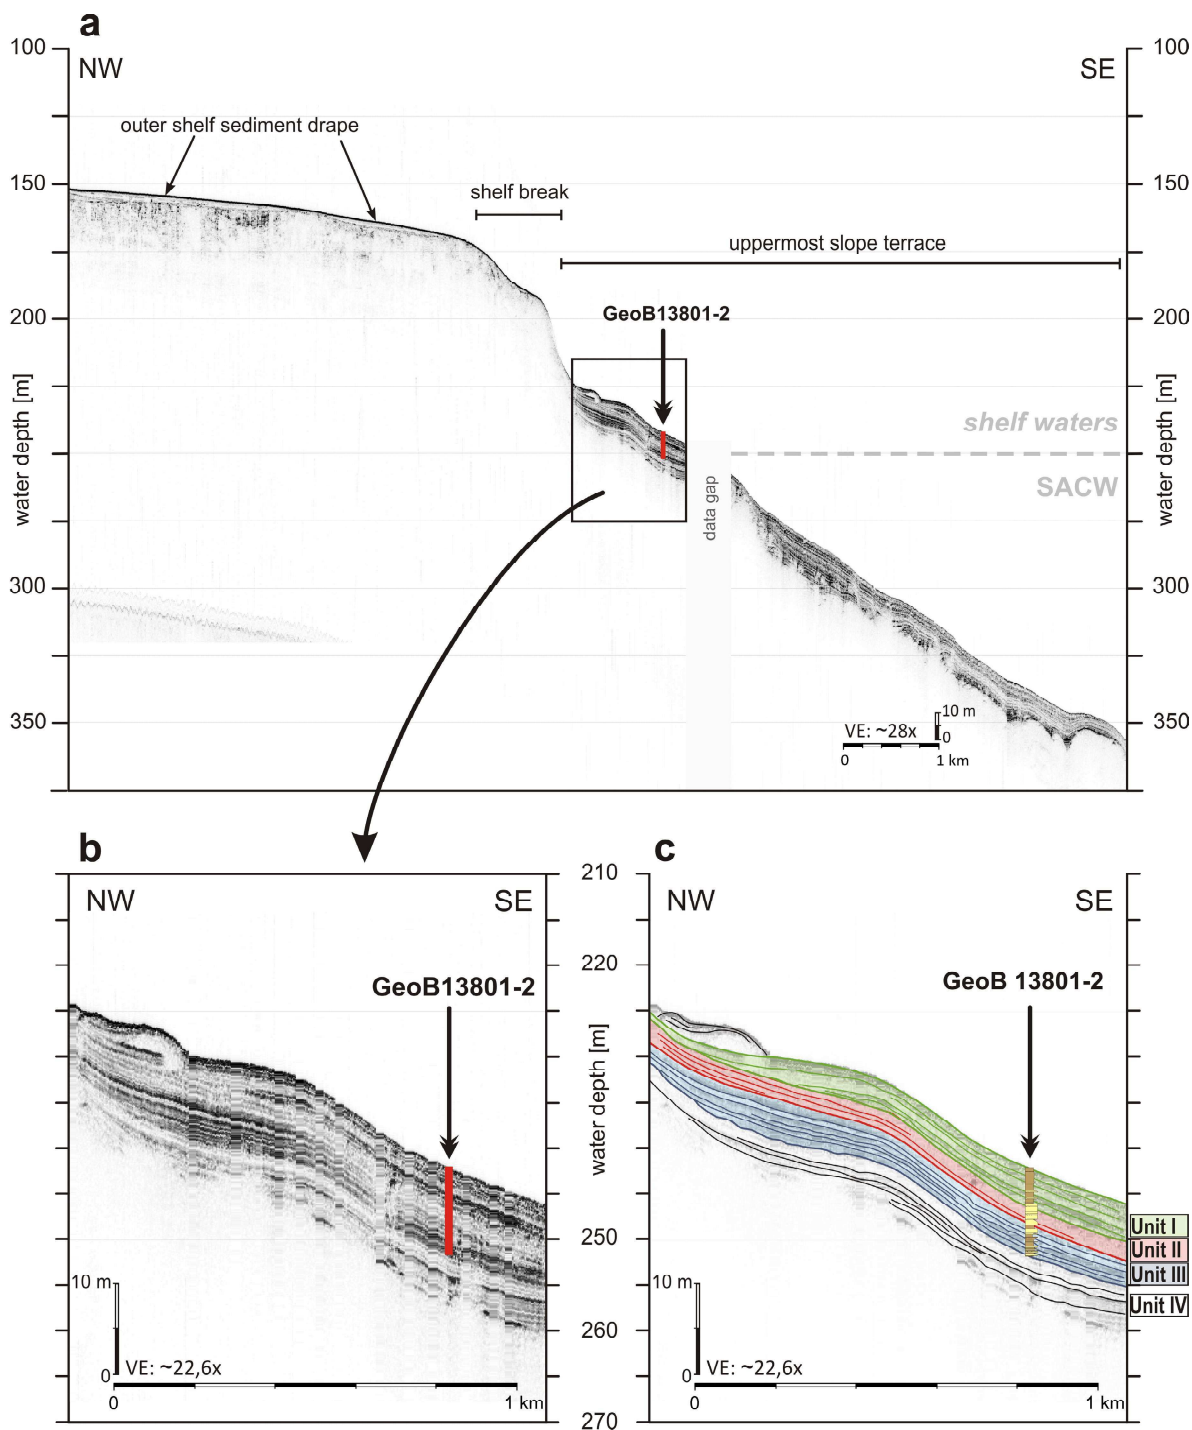 a
100
100
NW
SE
outer shelf sediment drape
150
150
shelf break
uppermost slope terrace
200
GeoB13801-2
200
water depth [m]
water depth [m]
shelf waters
SACW
data gap
300
300
350
350
10 m
0
VE: ~28x
0
1 km
b
c
210
NW
SE
NW
SE
220
GeoB13801-2
GeoB 13801-2
water depth [m]
250
Unit I
Unit II
Unit III
Unit IV
10 m
10 m
260
0
VE: ~22,6x
0
VE: ~22,6x
0
1 km
0
1 km
270